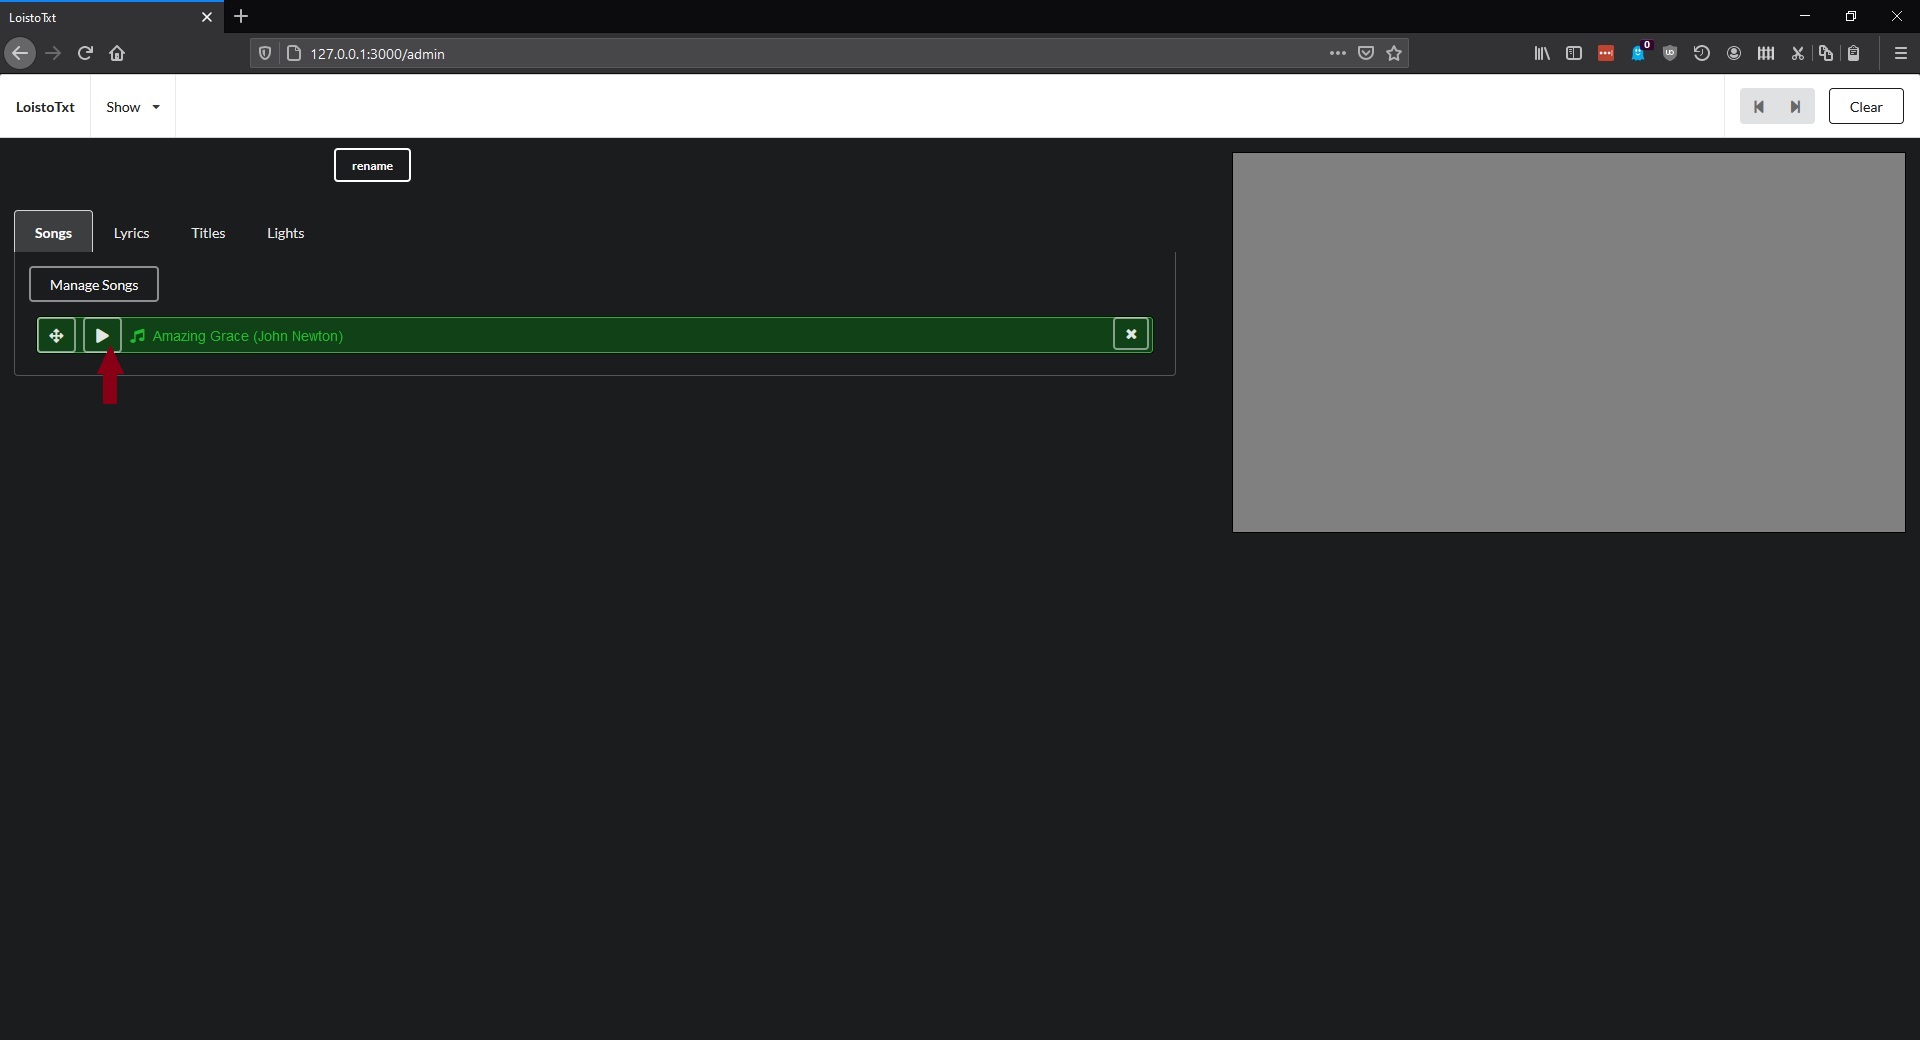 LoistoTxt
127.0.0.1:3000/admin
0
LoistoTxt Show Clear
rename
Songs Lyrics Titles Lights
Manage Songs
Amazing Grace (John Newton)